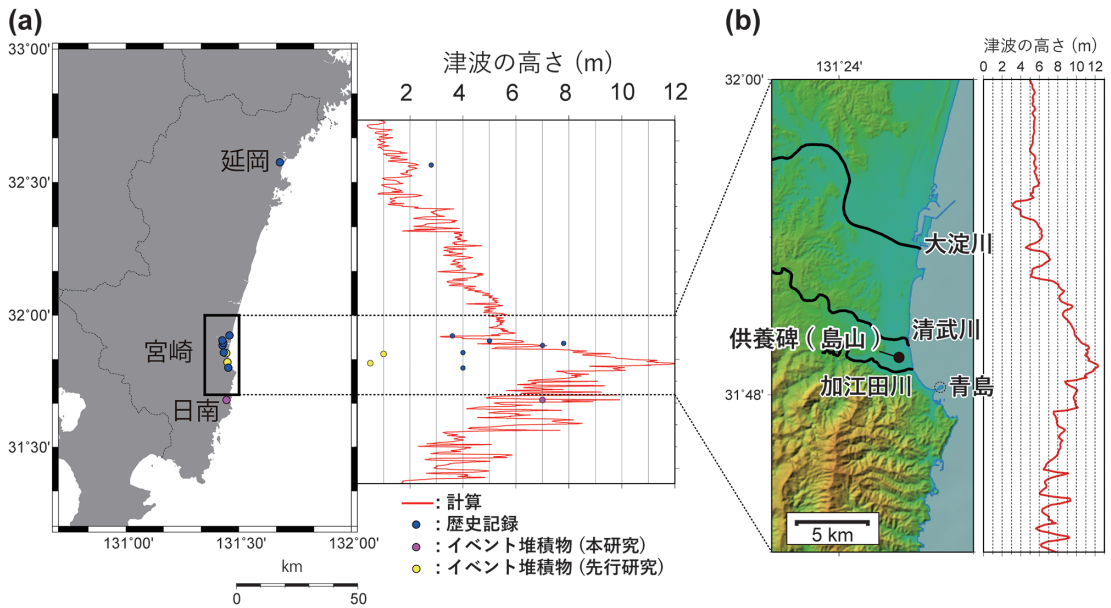 (a)
33°00'
32°30'
32°00'
31°30'
131°00'
131°30'
132°00'
延岡
宮崎
日南
km
0 50
津波の高さ (m)
2 4 6 8 10 12
: 計算
: 歴史記録
: イベント堆積物 (本研究)
: イベント堆積物 (先行研究)
(b)
131°24'
32°00'
31°48'
大淀川
清武川
供養碑 ( 島山 )
加江田川
青島
5 km
津波の高さ (m)
0 2 4 6 8 10 12